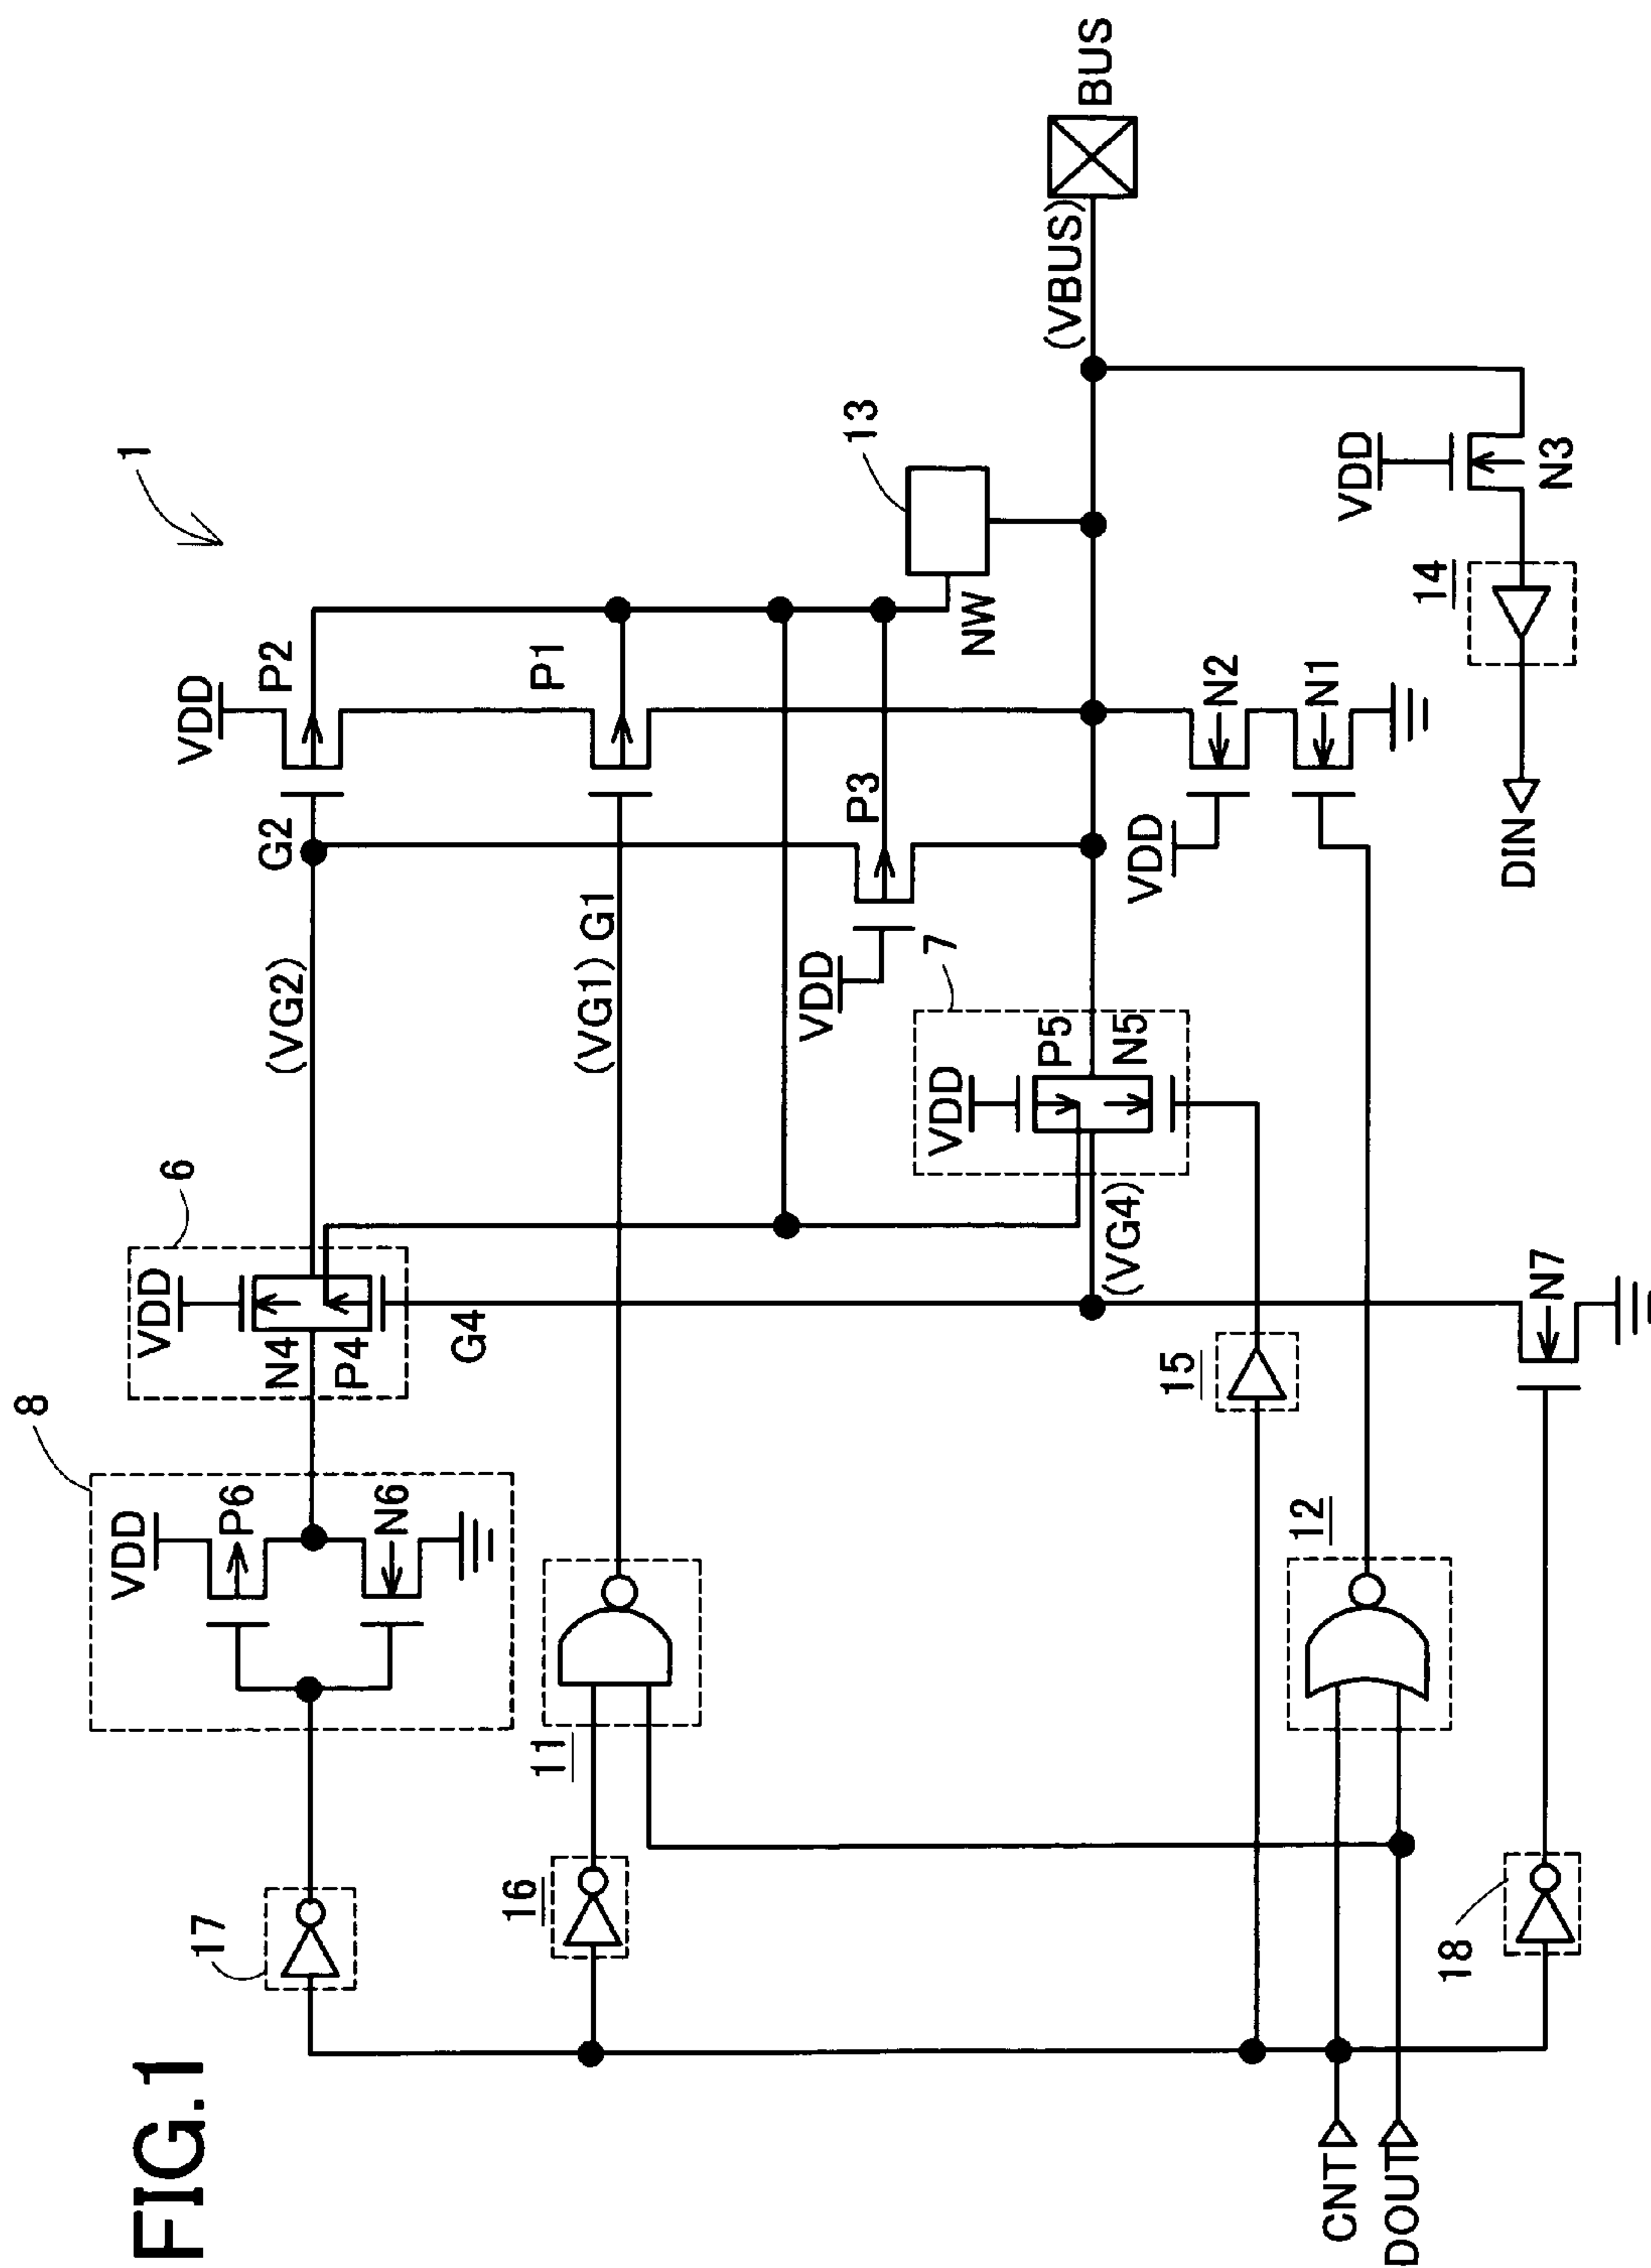 FIG.1
1
8
6
VDD
VDD
VDD
P6
N6
N4
P4
G4
(VG2)
G2
P2
17
16
11
(VG1) G1
P1
P3
VDD
13
NW
7
VDD
P5
N5
(VG4)
(VBUS)
BUS
15
VDD
N2
N1
12
VDD
N3
14
DIN
CNT
DOUT
18
N7